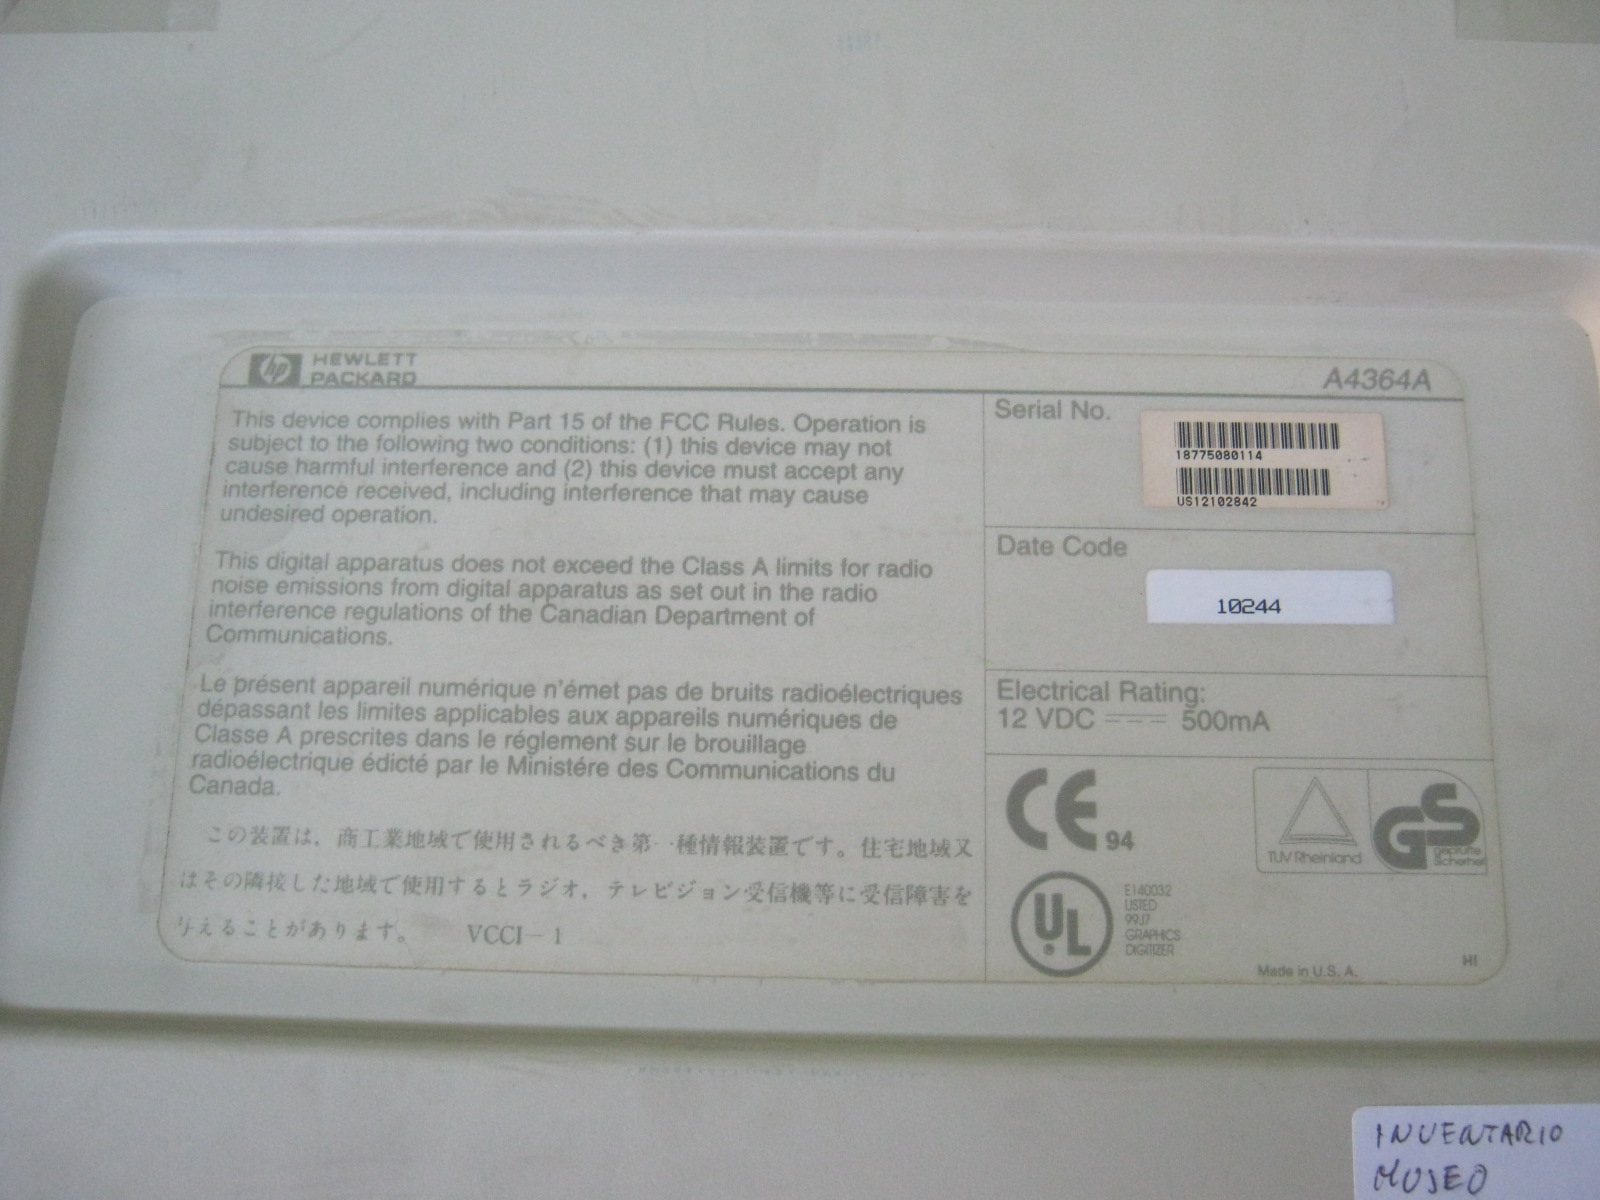 hp HEWLETT
PACKARD
A4364A
This device complies with Part 15 of the FCC Rules. Operation is
subject to the following two conditions: (1) this device may not
cause harmful interference and (2) this device must accept any
interference received, including interference that may cause
undesired operation.
This digital apparatus does not exceed the Class A limits for radio
noise emissions from digital apparatus as set out in the radio
interference regulations of the Canadian Department of
Communications.
Le présent appareil numérique n'émet pas de bruits radioélectriques
dépassant les limites applicables aux appareils numériques de
Classe A prescrites dans le réglement sur le brouillage
radioélectrique édicté par le Ministére des Communications du
Canada.
この装置は、商工業地域で使用されるべき第一種情報装置です。住宅地域又
はその隣接した地域で使用するとラジオ、テレビジョン受信機等に受信障害を
与えることがあります。 VCCI－1
Serial No.
18775080114
US12102842
Date Code
10244
Electrical Rating:
12 VDC 500mA
CE 94
TÜV Rheinland
GS geprüfte
Sicherheit
UL ®
E140032
LISTED
99J7
GRAPHICS
DIGITIZER
Made in U.S.A.
HI
INVENTARIO
MUSEO